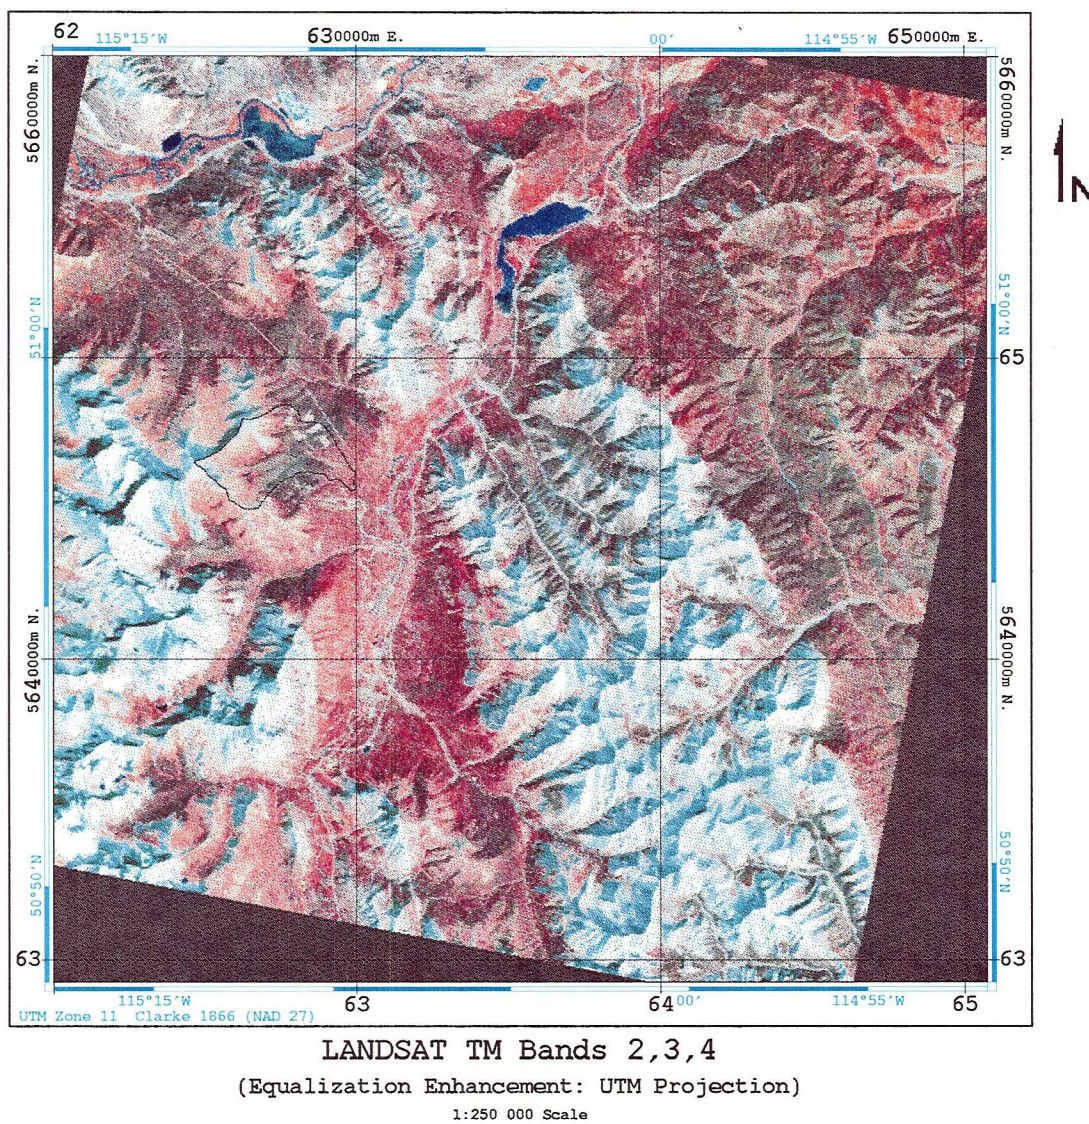 62 115°15′W 630000m E. 00′ 114°55′W 650000m E.
5660000m N.
5660000m N.
N
51°00′N
51°00′N
65
5640000m N.
5640000m N.
50°50′N
50°50′N
63
63
115°15′W 63 64 00′ 114°55′W 65
UTM Zone 11 Clarke 1866 (NAD 27)
LANDSAT TM Bands 2,3,4
(Equalization Enhancement: UTM Projection)
1:250 000 Scale